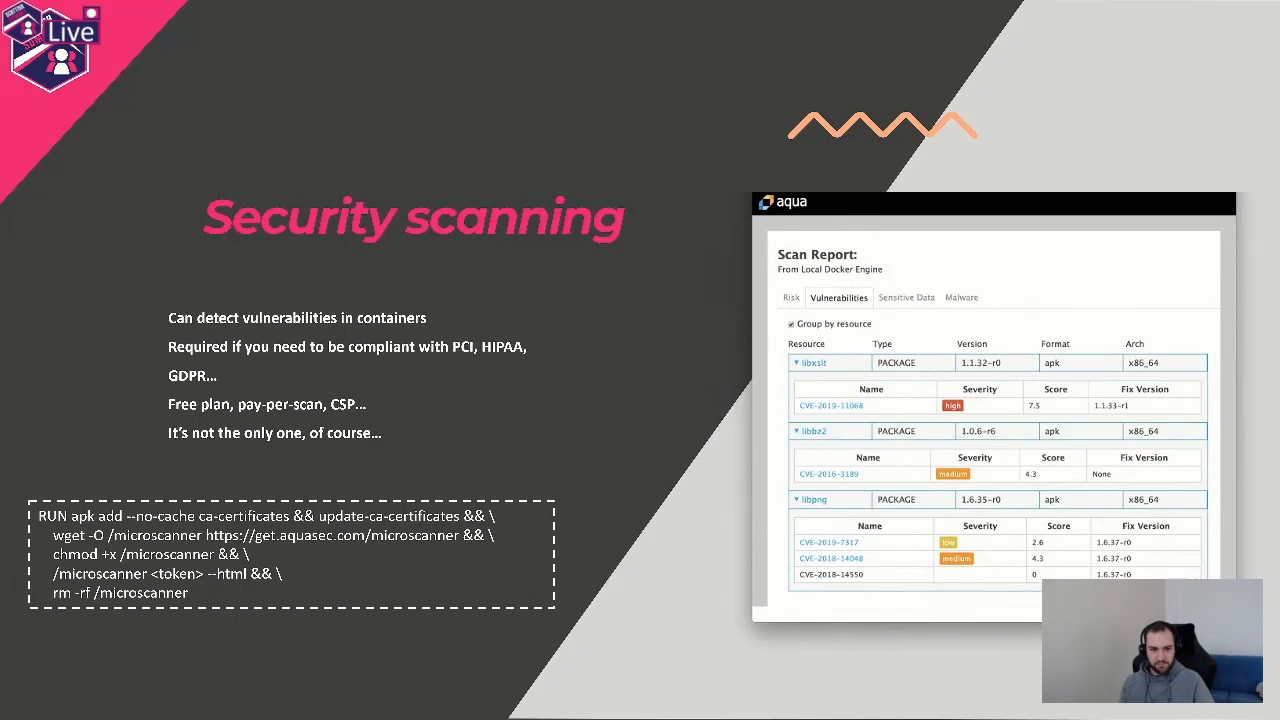 Live
Security scanning
Can detect vulnerabilities in containers
Required if you need to be compliant with PCI, HIPAA,
GDPR...
Free plan, pay-per-scan, CSP...
It's not the only one, of course...
RUN apk add --no-cache ca-certificates && update-ca-certificates && \
wget -O /microscanner https://get.aquasec.com/microscanner && \
chmod +x /microscanner && \
/microscanner <token> --html && \
rm -rf /microscanner
aqua
Scan Report:
From Local Docker Engine
Risk Vulnerabilities Sensitive Data Malware
Group by resource
Resource Type Version Format Arch
libxslt PACKAGE 1.1.32-r0 apk x86_64
Name Severity Score Fix Version
CVE-2019-11068 high 7.5 1.1.33-r1
libbz2 PACKAGE 1.0.6-r6 apk x86_64
Name Severity Score Fix Version
CVE-2016-3189 medium 4.3 None
libpng PACKAGE 1.6.35-r0 apk x86_64
Name Severity Score Fix Version
CVE-2019-7317 low 2.6 1.6.37-r0
CVE-2018-14048 medium 4.3 1.6.37-r0
CVE-2018-14550 0 1.6.37-r0